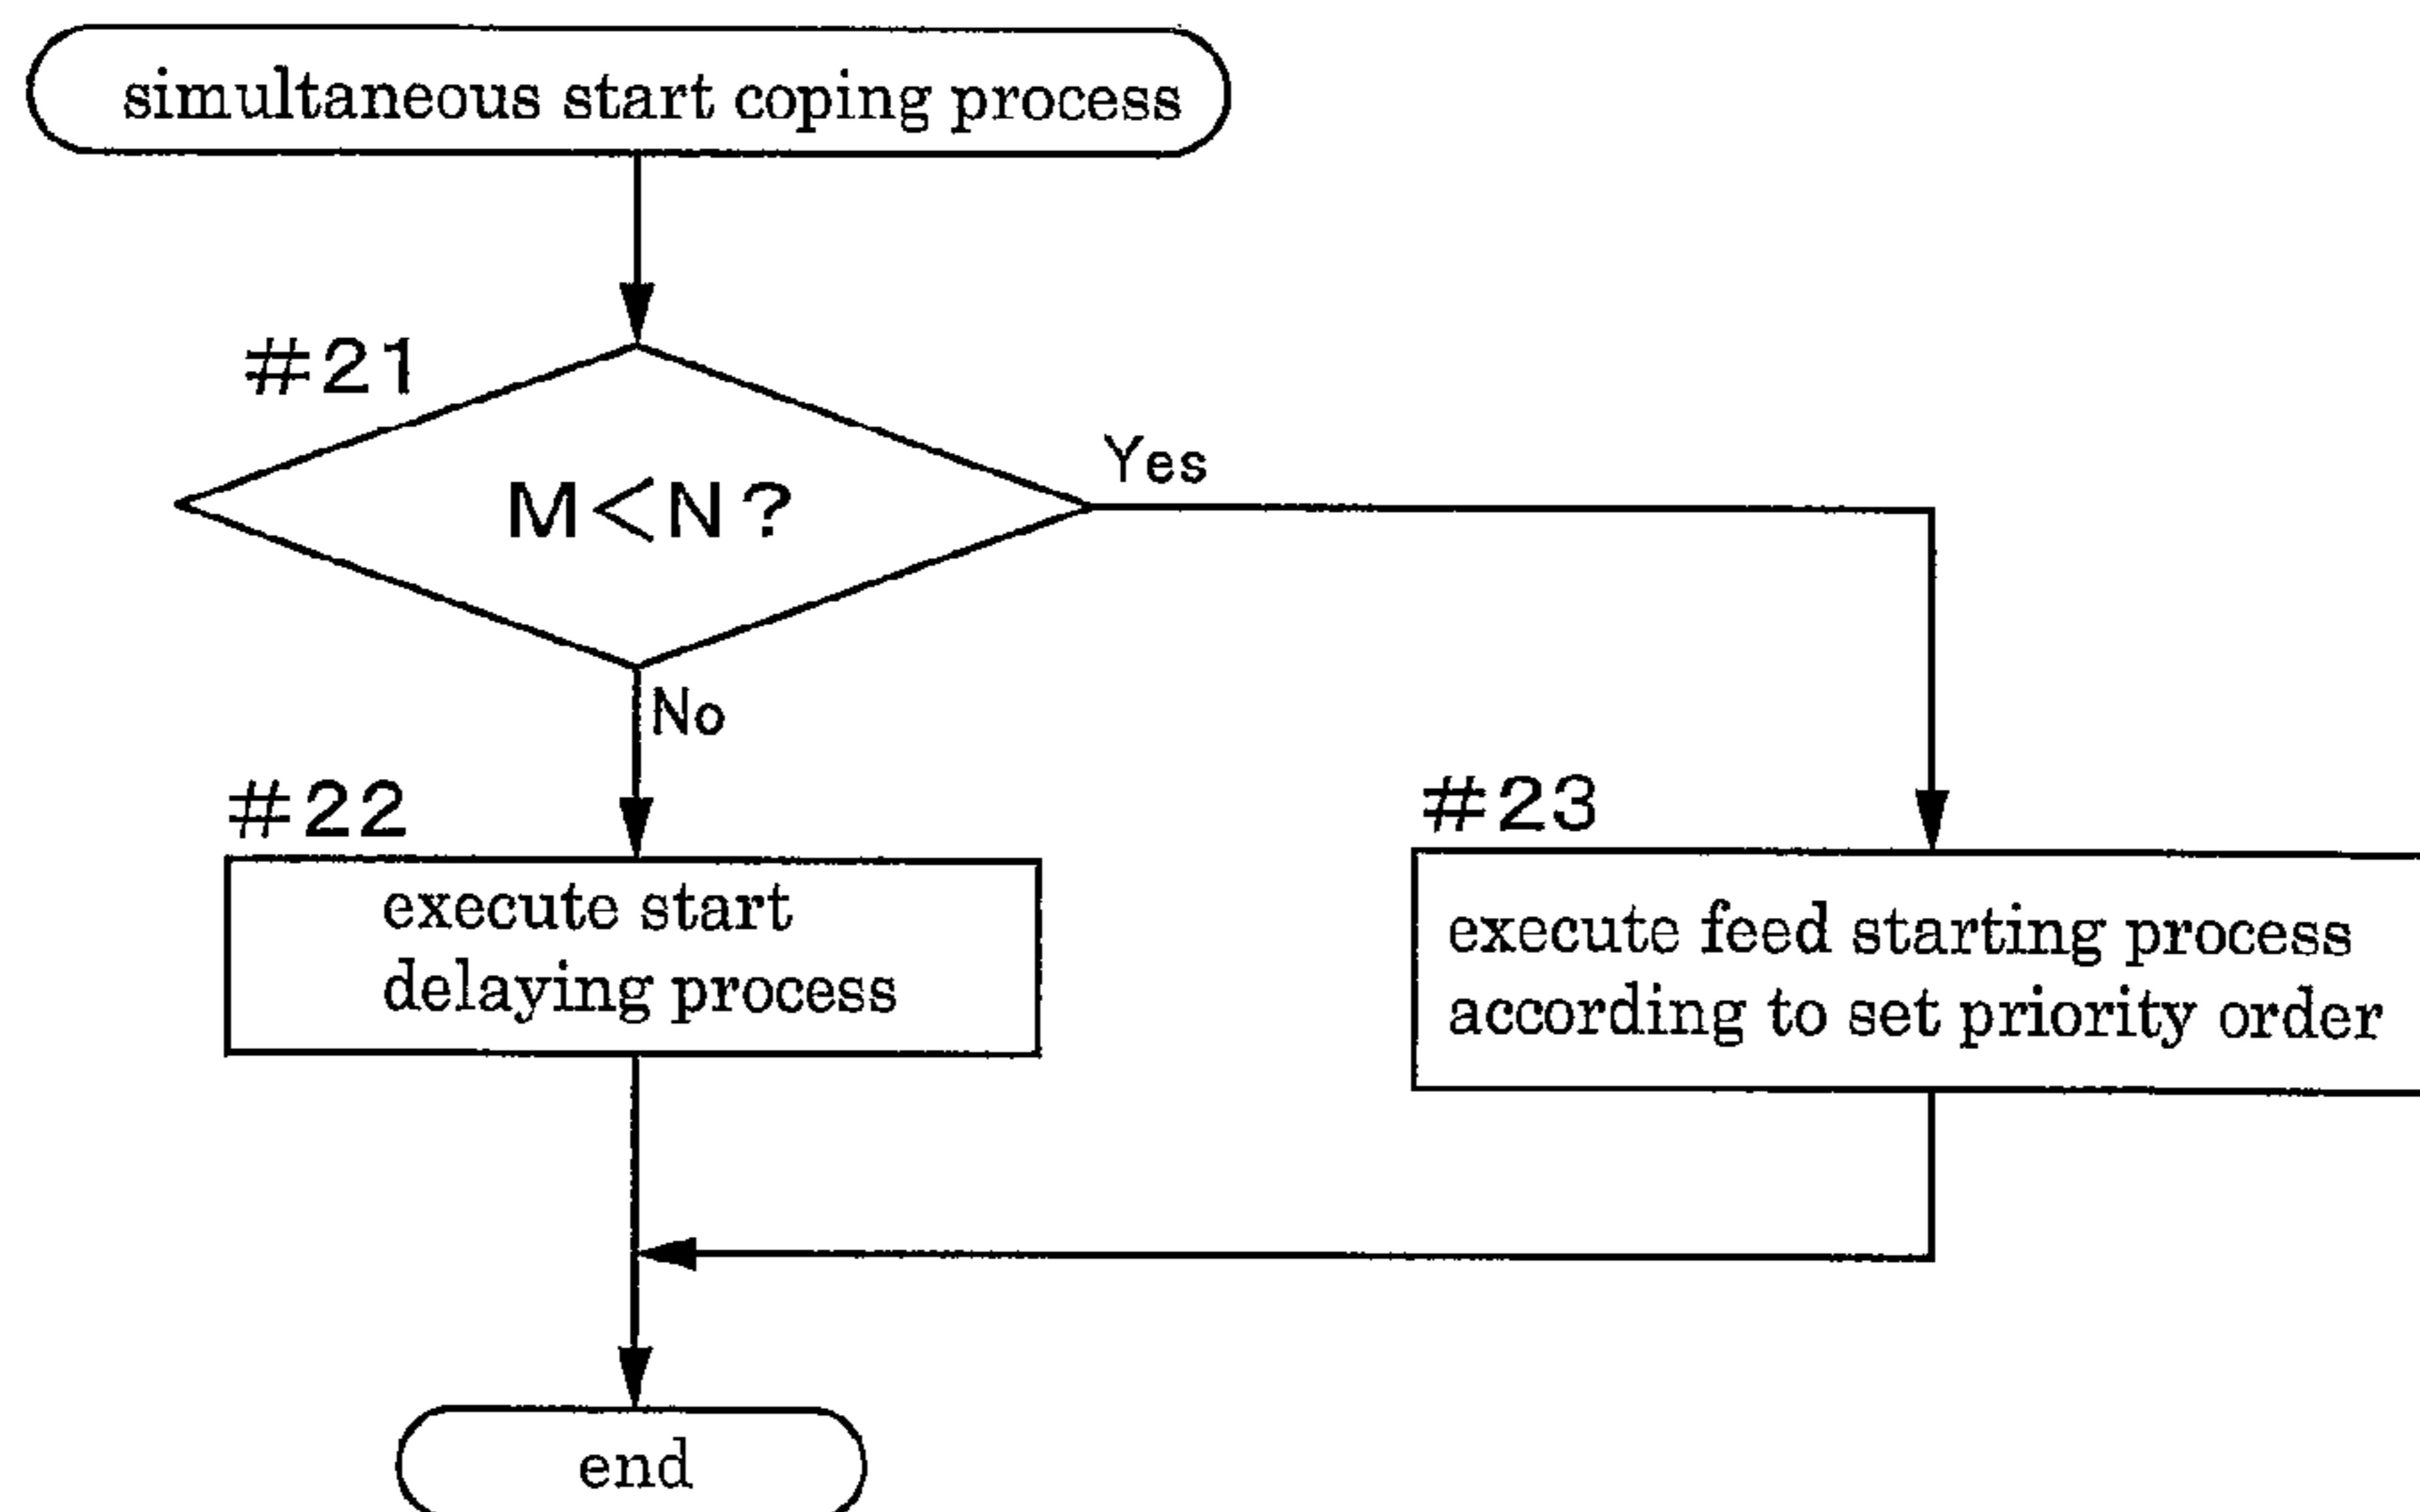 simultaneous start coping process
#21
M<N?
Yes
No
#22
execute start
delaying process
#23
execute feed starting process
according to set priority order
end